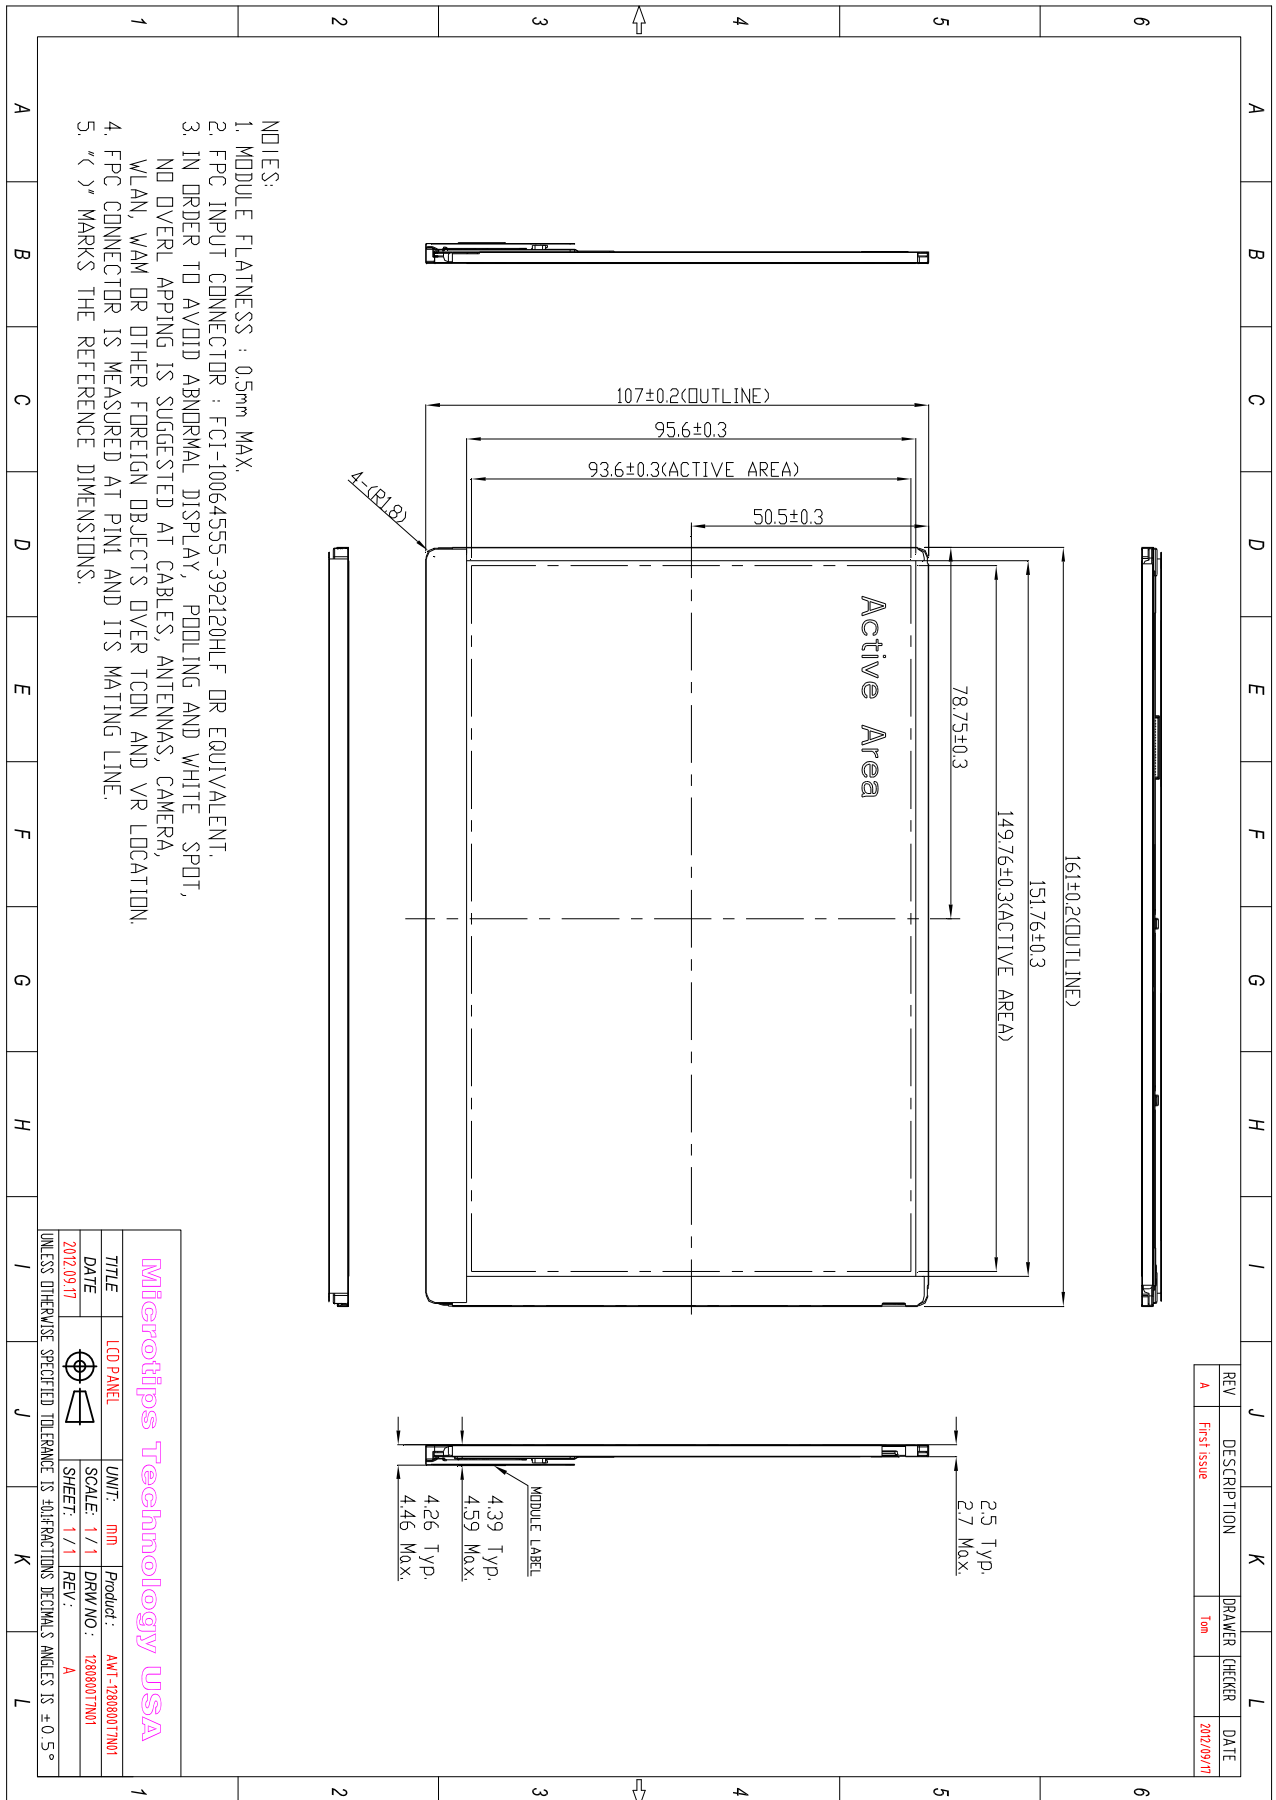 6
5
4
3
2
1
A
B
C
D
E
F
G
H
I
J
K
L
REV DESCRIPTION DRAWER CHECKER DATE
A First issue Tom 2012/09/17
161±0.2(OUTLINE)
151.76±0.3
149.76±0.3(ACTIVE AREA)
78.75±0.3
107±0.2(OUTLINE)
95.6±0.3
93.6±0.3(ACTIVE AREA)
50.5±0.3
4-(R1.8)
Active Area
2.5 Typ.
2.7 Max.
MODULE LABEL
4.39 Typ.
4.59 Max.
4.26 Typ.
4.46 Max.
NOTES:
1. MODULE FLATNESS : 0.5mm MAX.
2. FPC INPUT CONNECTOR : FCI-10064555-392120HLF OR EQUIVALENT.
3. IN ORDER TO AVOID ABNORMAL DISPLAY, POOLING AND WHITE SPOT,
NO OVERL APPING IS SUGGESTED AT CABLES, ANTENNAS, CAMERA,
WLAN, WAM OR OTHER FOREIGN OBJECTS OVER TCON AND VR LOCATION.
4. FPC CONNECTOR IS MEASURED AT PIN1 AND ITS MATING LINE.
5. "( )" MARKS THE REFERENCE DIMENSIONS.
Microtips Technology USA
TITLE LCD PANEL UNIT: mm Product: AWT-1280800T7N01
DATE SCALE: 1/1 DRW NO: 1280800T7N01
2012.09.17 SHEET: 1/1 REV: A
UNLESS OTHERWISE SPECIFIED TOLERANCE IS ±0.1 FRACTIONS DECIMALS ANGLES IS ±0.5°
A
B
C
D
E
F
G
H
I
J
K
L
6
5
4
3
2
1